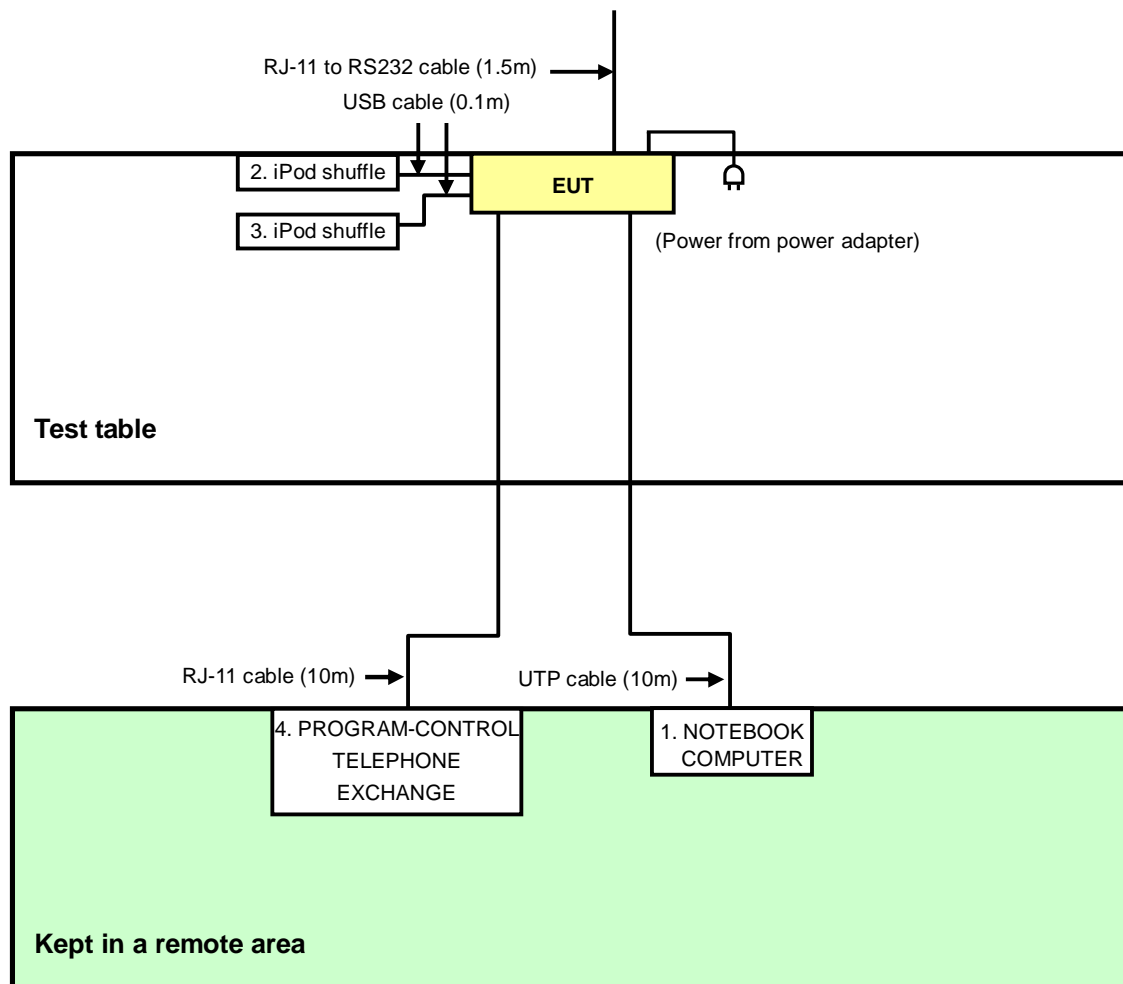 RJ-11 to RS232 cable (1.5m)
USB cable (0.1m)
2. iPod shuffle
EUT
3. iPod shuffle
(Power from power adapter)
Test table
RJ-11 cable (10m)
UTP cable (10m)
4. PROGRAM-CONTROL
TELEPHONE
EXCHANGE
1. NOTEBOOK
COMPUTER
Kept in a remote area